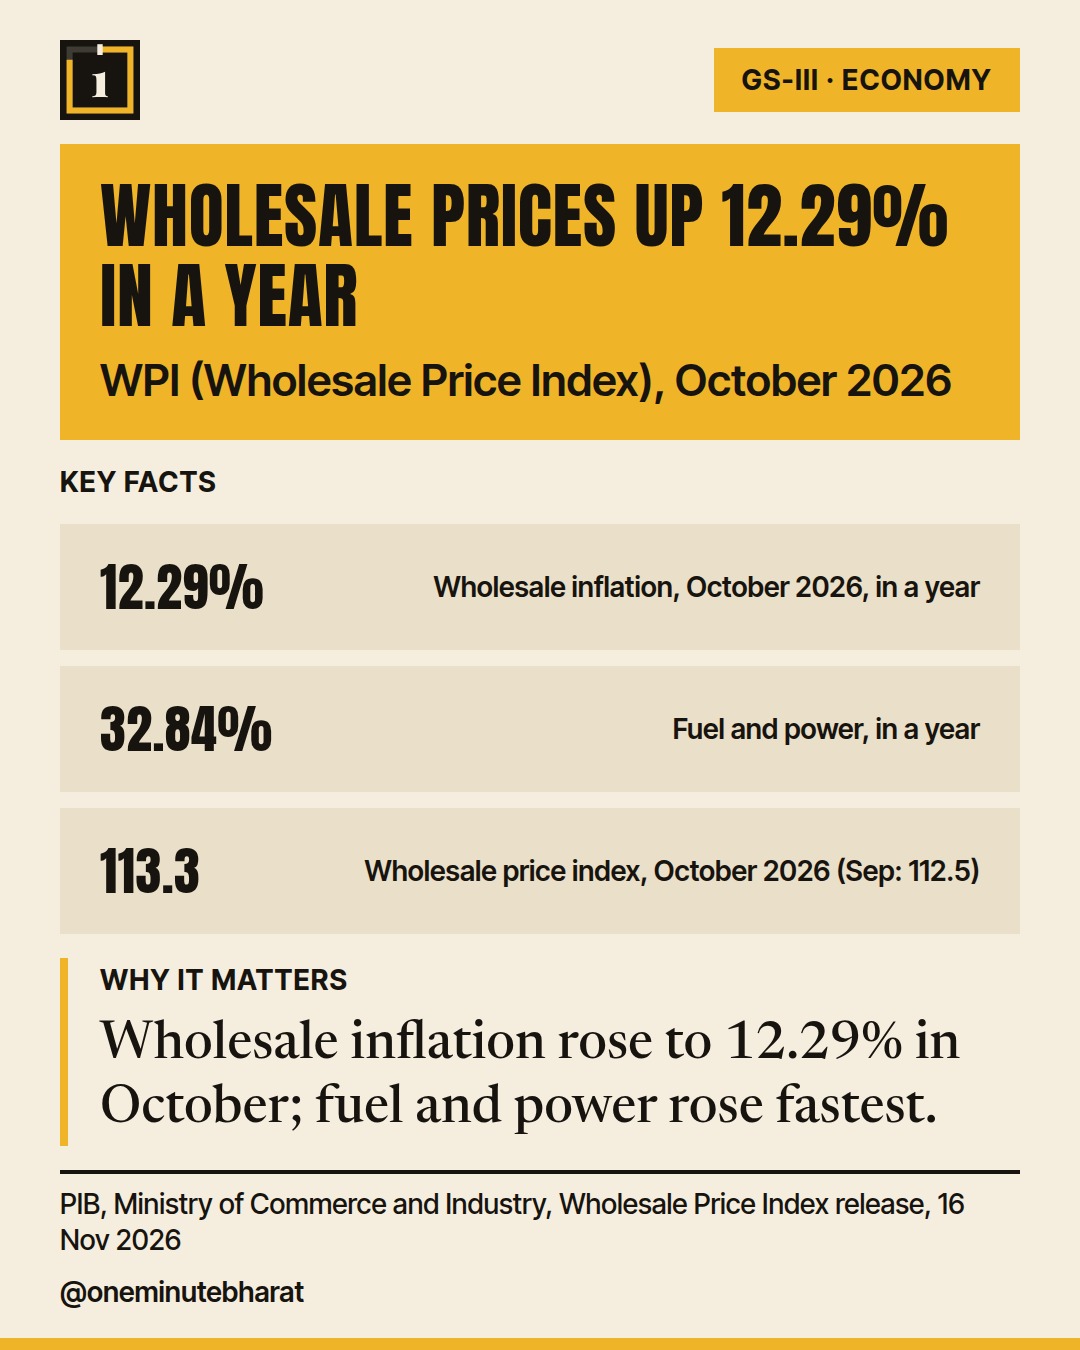 1
GS-III · ECONOMY
WHOLESALE PRICES UP 12.29%
IN A YEAR
WPI (Wholesale Price Index), October 2026
KEY FACTS
12.29%
Wholesale inflation, October 2026, in a year
32.84%
Fuel and power, in a year
113.3
Wholesale price index, October 2026 (Sep: 112.5)
WHY IT MATTERS
Wholesale inflation rose to 12.29% in
October; fuel and power rose fastest.
PIB, Ministry of Commerce and Industry, Wholesale Price Index release, 16
Nov 2026
@oneminutebharat